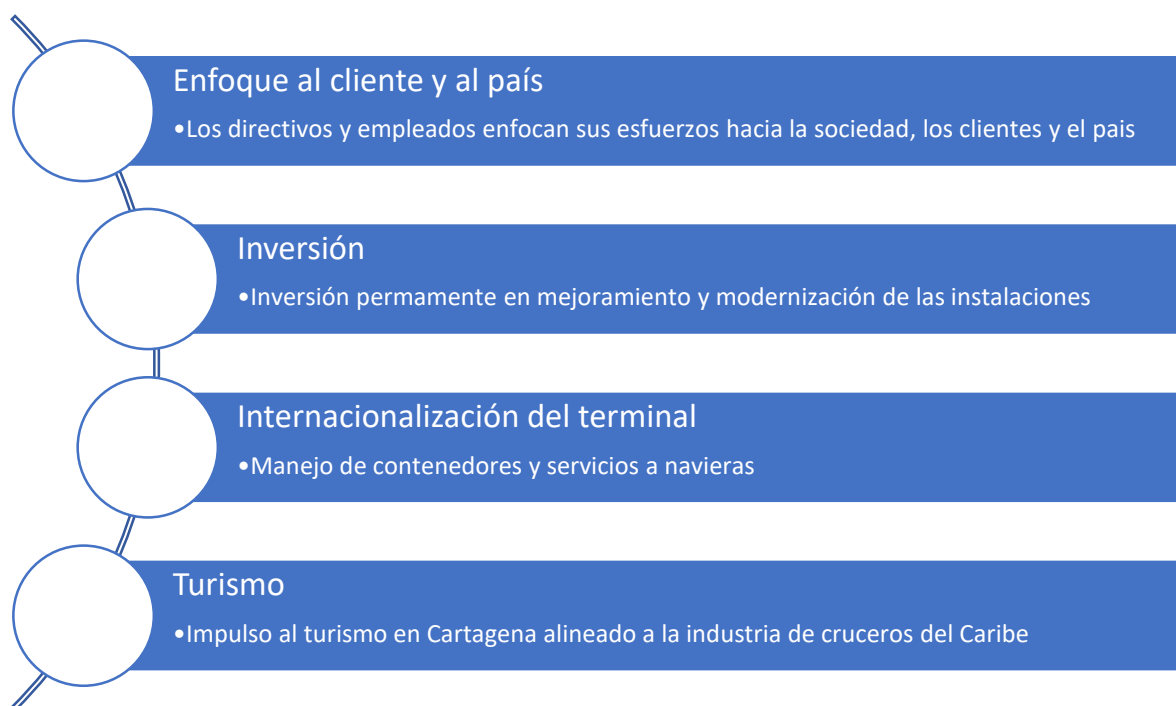 Enfoque al cliente y al país
•Los directivos y empleados enfocan sus esfuerzos hacia la sociedad, los clientes y el pais
Inversión
•Inversión permamente en mejoramiento y modernización de las instalaciones
Internacionalización del terminal
•Manejo de contenedores y servicios a navieras
Turismo
•Impulso al turismo en Cartagena alineado a la industria de cruceros del Caribe